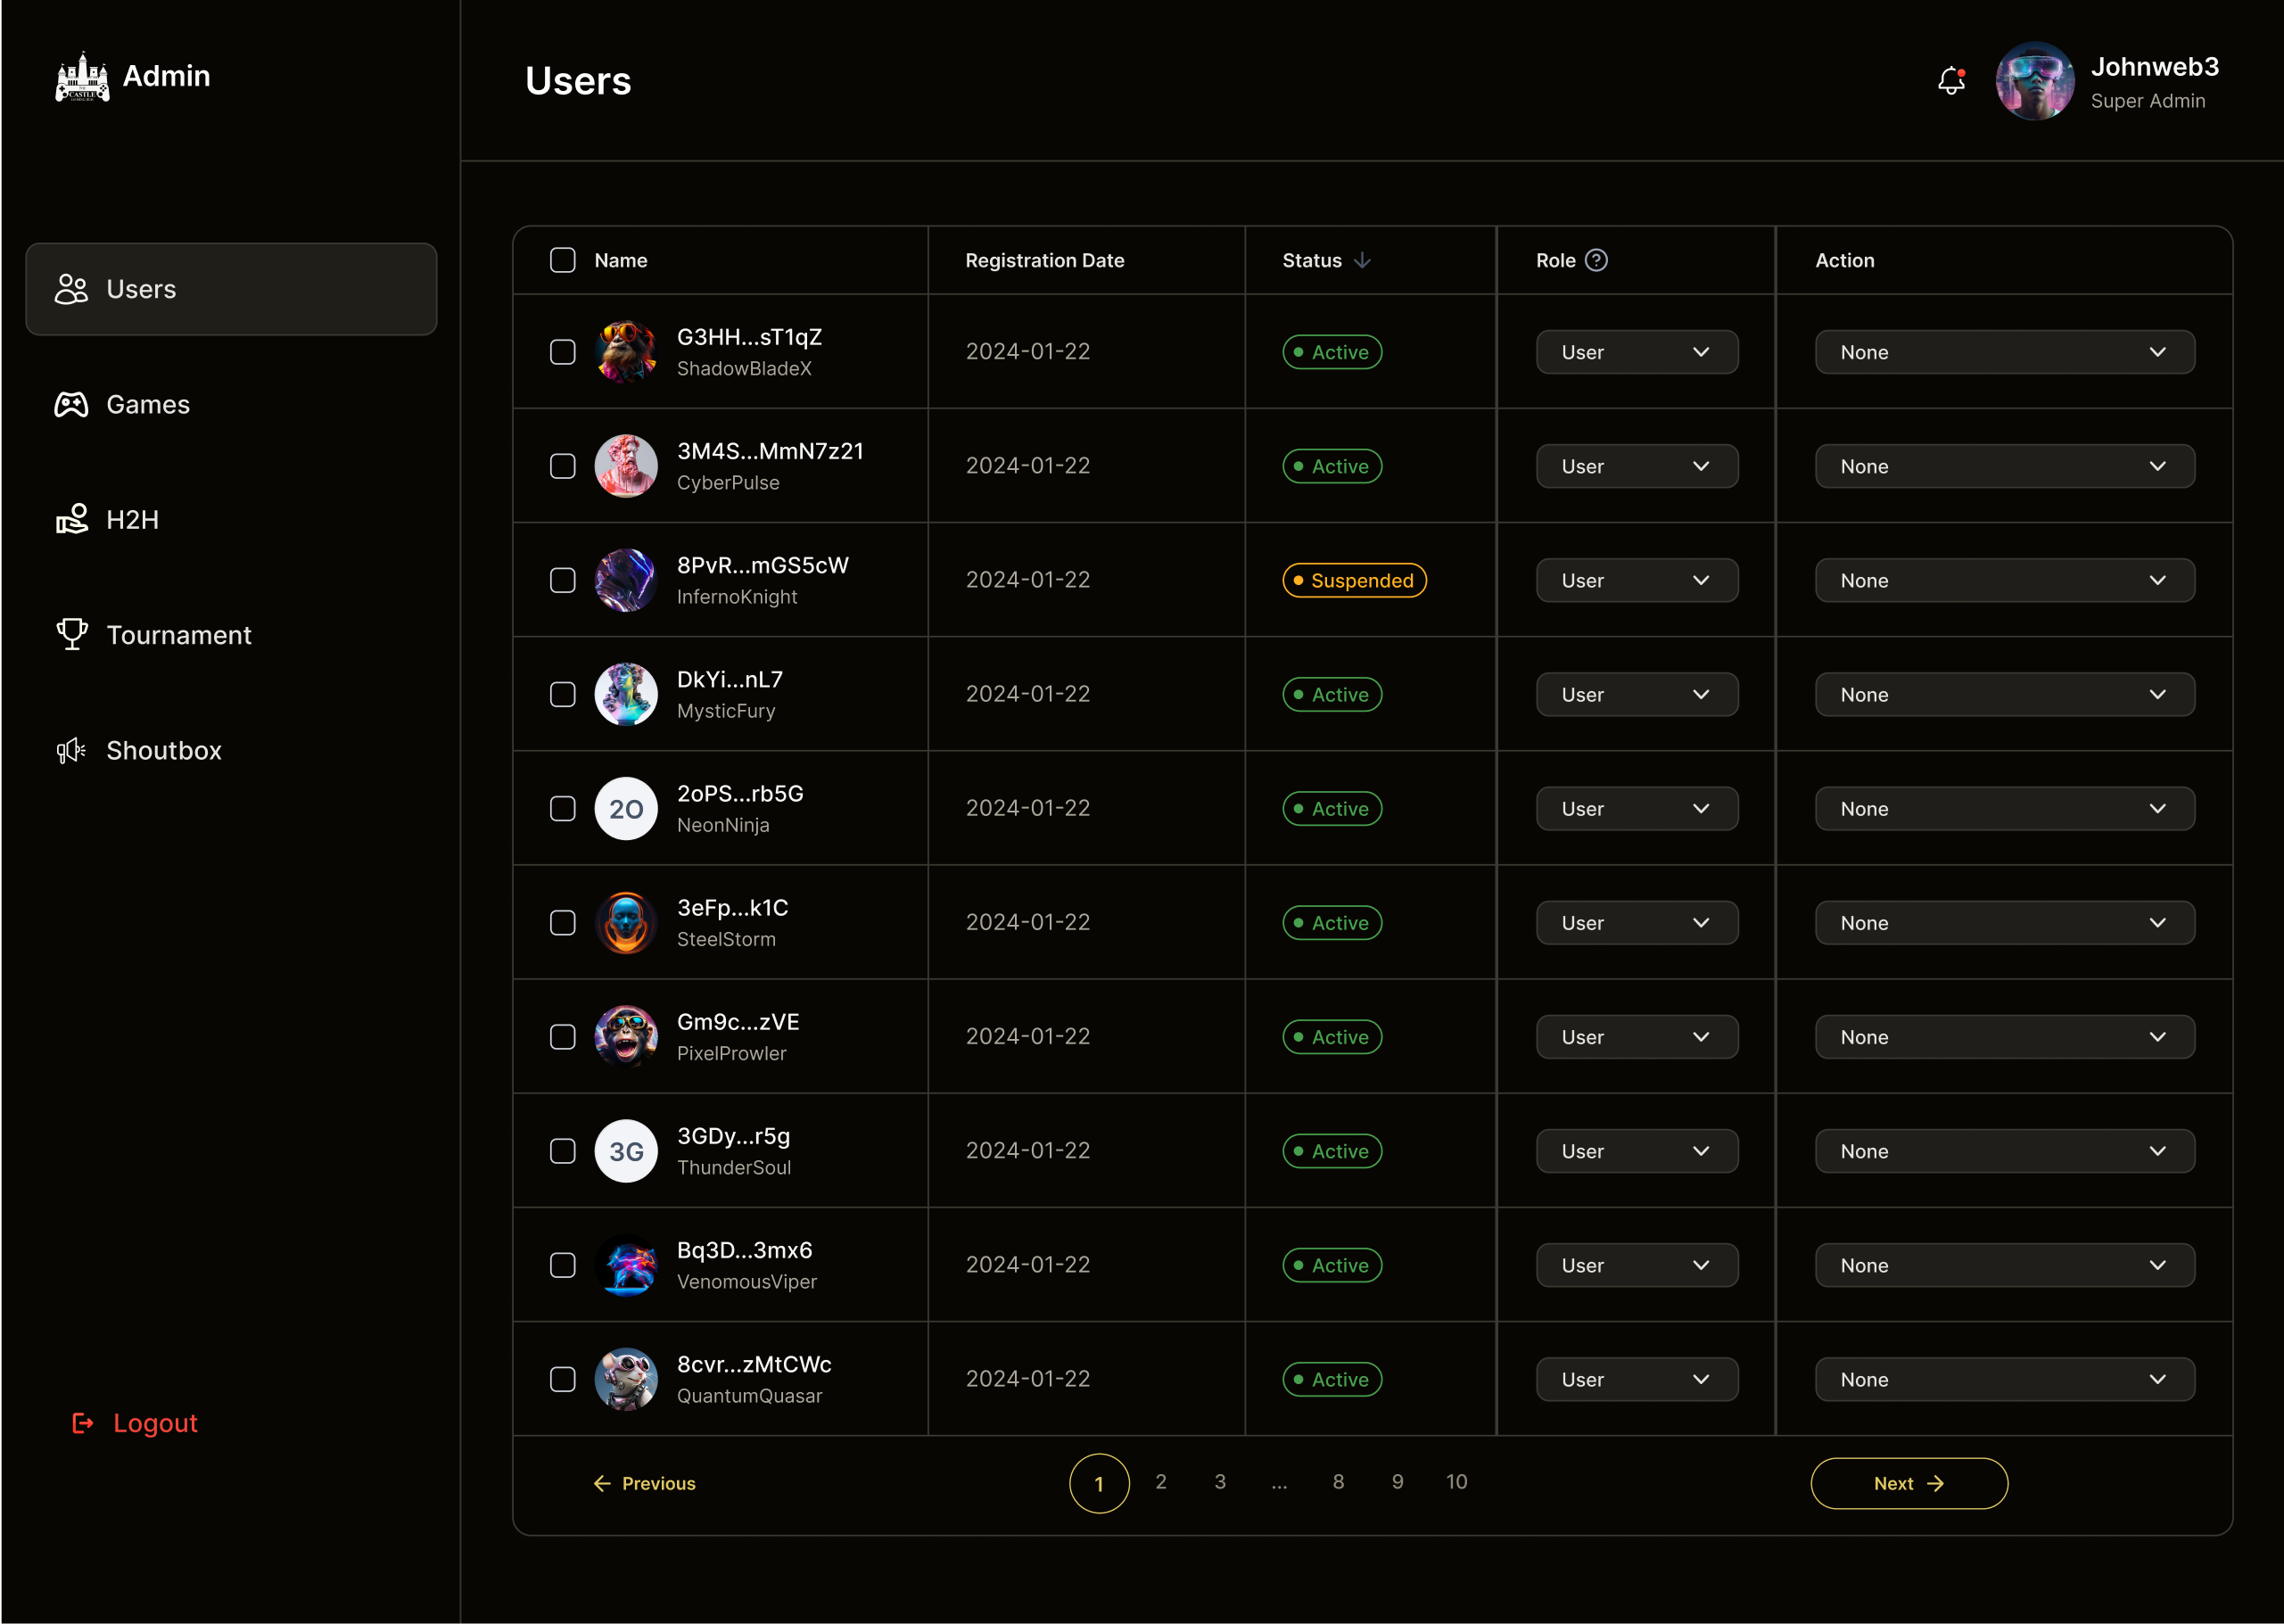 CASTLE
Admin
Users
Johnweb3
Super Admin
Users
Games
H2H
Tournament
Shoutbox
Logout
Name Registration Date Status Role ? Action
G3HH...sT1qZ
ShadowBladeX
2024-01-22 Active User None
3M4S...MmN7z21
CyberPulse
2024-01-22 Active User None
8PvR...mGS5cW
InfernoKnight
2024-01-22 Suspended User None
DkYi...nL7
MysticFury
2024-01-22 Active User None
2O
2oPS...rb5G
NeonNinja
2024-01-22 Active User None
3eFp...k1C
SteelStorm
2024-01-22 Active User None
Gm9c...zVE
PixelProwler
2024-01-22 Active User None
3G
3GDy...r5g
ThunderSoul
2024-01-22 Active User None
Bq3D...3mx6
VenomousViper
2024-01-22 Active User None
8cvr...zMtCWc
QuantumQuasar
2024-01-22 Active User None
Previous 1 2 3 ... 8 9 10 Next